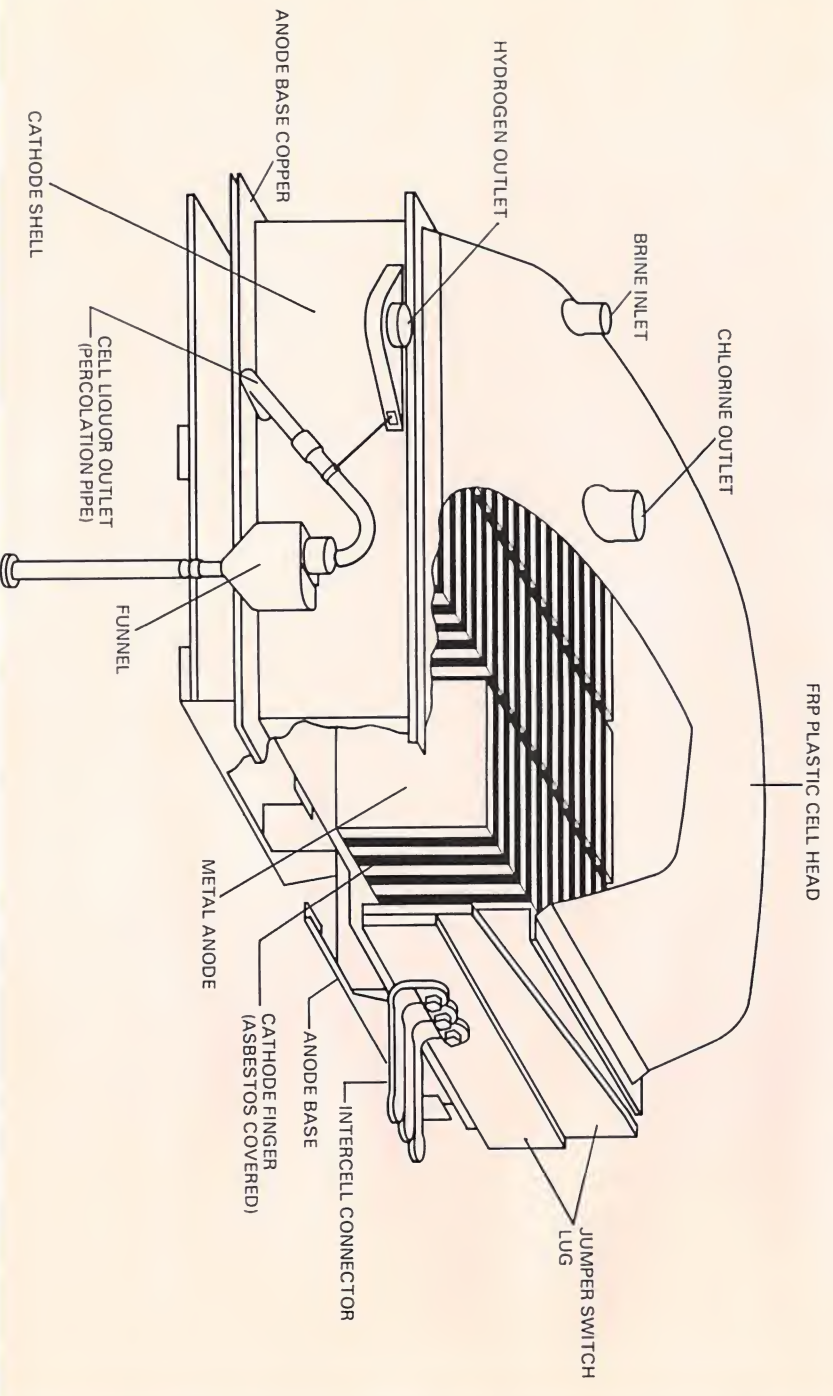 FRP PLASTIC CELL HEAD
CHLORINE OUTLET
BRINE INLET
JUMPER SWITCH
LUG
HYDROGEN OUTLET
INTERCELL CONNECTOR
ANODE BASE
ANODE BASE COPPER
CATHODE FINGER
(ASBESTOS COVERED)
METAL ANODE
FUNNEL
CELL LIQUOR OUTLET
(PERCOLATION PIPE)
CATHODE SHELL